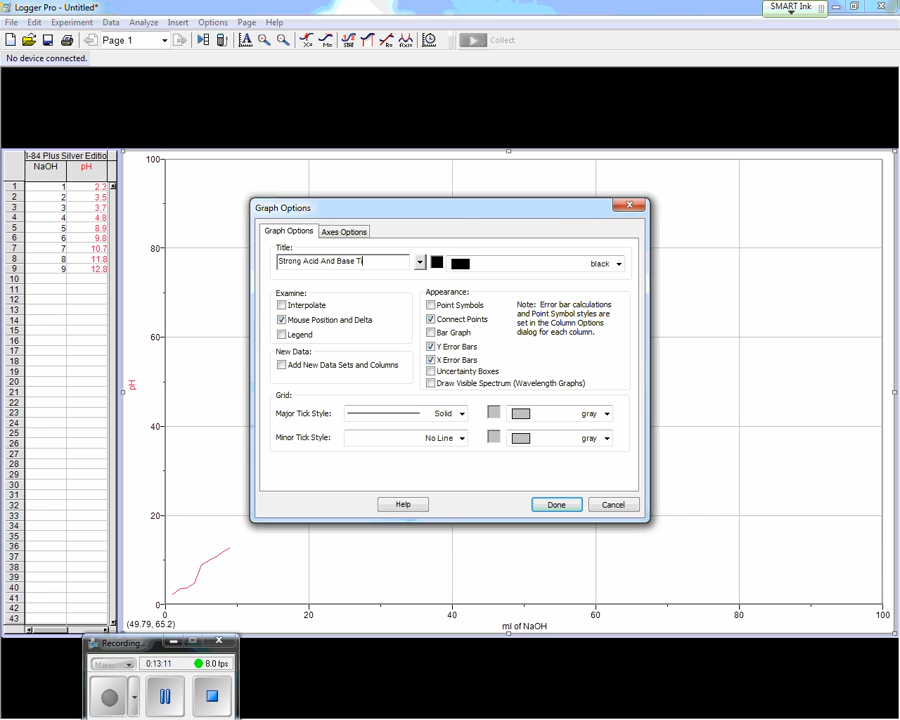 Logger Pro - Untitled*
SMART Ink
File Edit Experiment Data Analyze Insert Options Page Help
Page 1
Collect
No device connected.
I-84 Plus Silver Editio
NaOH pH
1 1 2.3
2 2 3.5
3 3 3.7
4 4 4.8
5 5 8.9
6 6 9.8
7 7 10.7
8 8 11.8
9 9 12.8
10
11
12
13
14
15
16
17
18
19
20
21
22
23
24
25
26
27
28
29
30
31
32
33
34
35
36
37
38
39
40
41
42
43
100
80
60
40
20
0
pH
20 40 60 80 100
(49.79, 65.2)
ml of NaOH
Graph Options
Graph Options Axes Options
Title:
Strong Acid And Base Ti
black
Examine:
Interpolate
Mouse Position and Delta
Legend
New Data:
Add New Data Sets and Columns
Appearance:
Point Symbols
Connect Points
Bar Graph
Y Error Bars
X Error Bars
Uncertainty Boxes
Draw Visible Spectrum (Wavelength Graphs)
Note: Error bar calculations
and Point Symbol styles are
set in the Column Options
dialog for each column.
Grid:
Major Tick Style: Solid gray
Minor Tick Style: No Line gray
Help Done Cancel
Recording...
0:13:11 8.0 fps